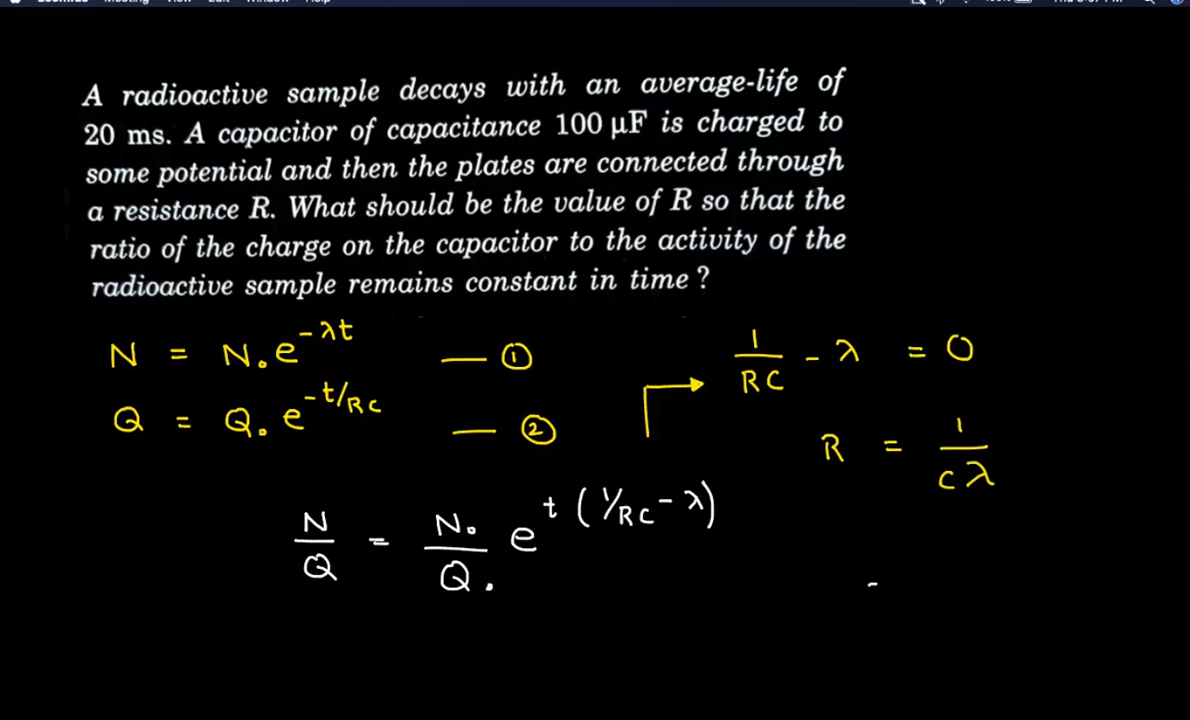 A radioactive sample decays with an average-life of
20 ms. A capacitor of capacitance 100 µF is charged to
some potential and then the plates are connected through
a resistance R. What should be the value of R so that the
ratio of the charge on the capacitor to the activity of the
radioactive sample remains constant in time ?
N = N₀ e^{-λt} — ①
Q = Q₀ e^{-t/RC} — ②
1/RC - λ = 0
R = 1/Cλ
N/Q = N₀/Q₀ e^{t(1/RC - λ)}